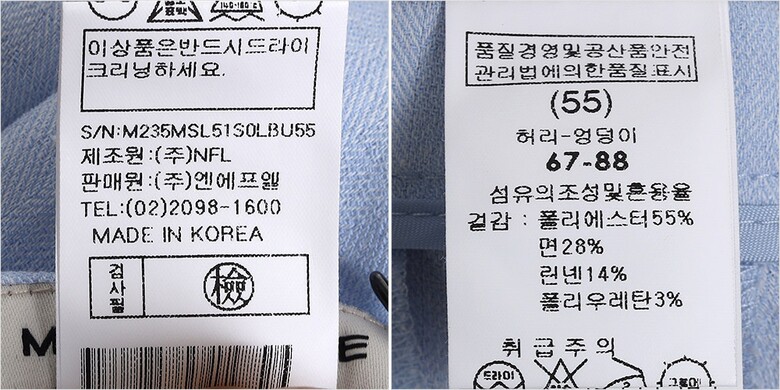 이상품은반드시드라이
크리닝하세요.
S/N:M235MSL51S0LBU55
제조원:(주)NFL
판매원:(주)엔에프엘
TEL:(02)2098-1600
MADE IN KOREA
검사필
檢
M
E
품질경영및공산품안전
관리법에의한품질표시
(55)
허리-엉덩이
67-88
섬유의조성및혼용율
겉감 : 폴리에스터55%
면28%
린넨14%
폴리우레탄3%
취급주의
드라이